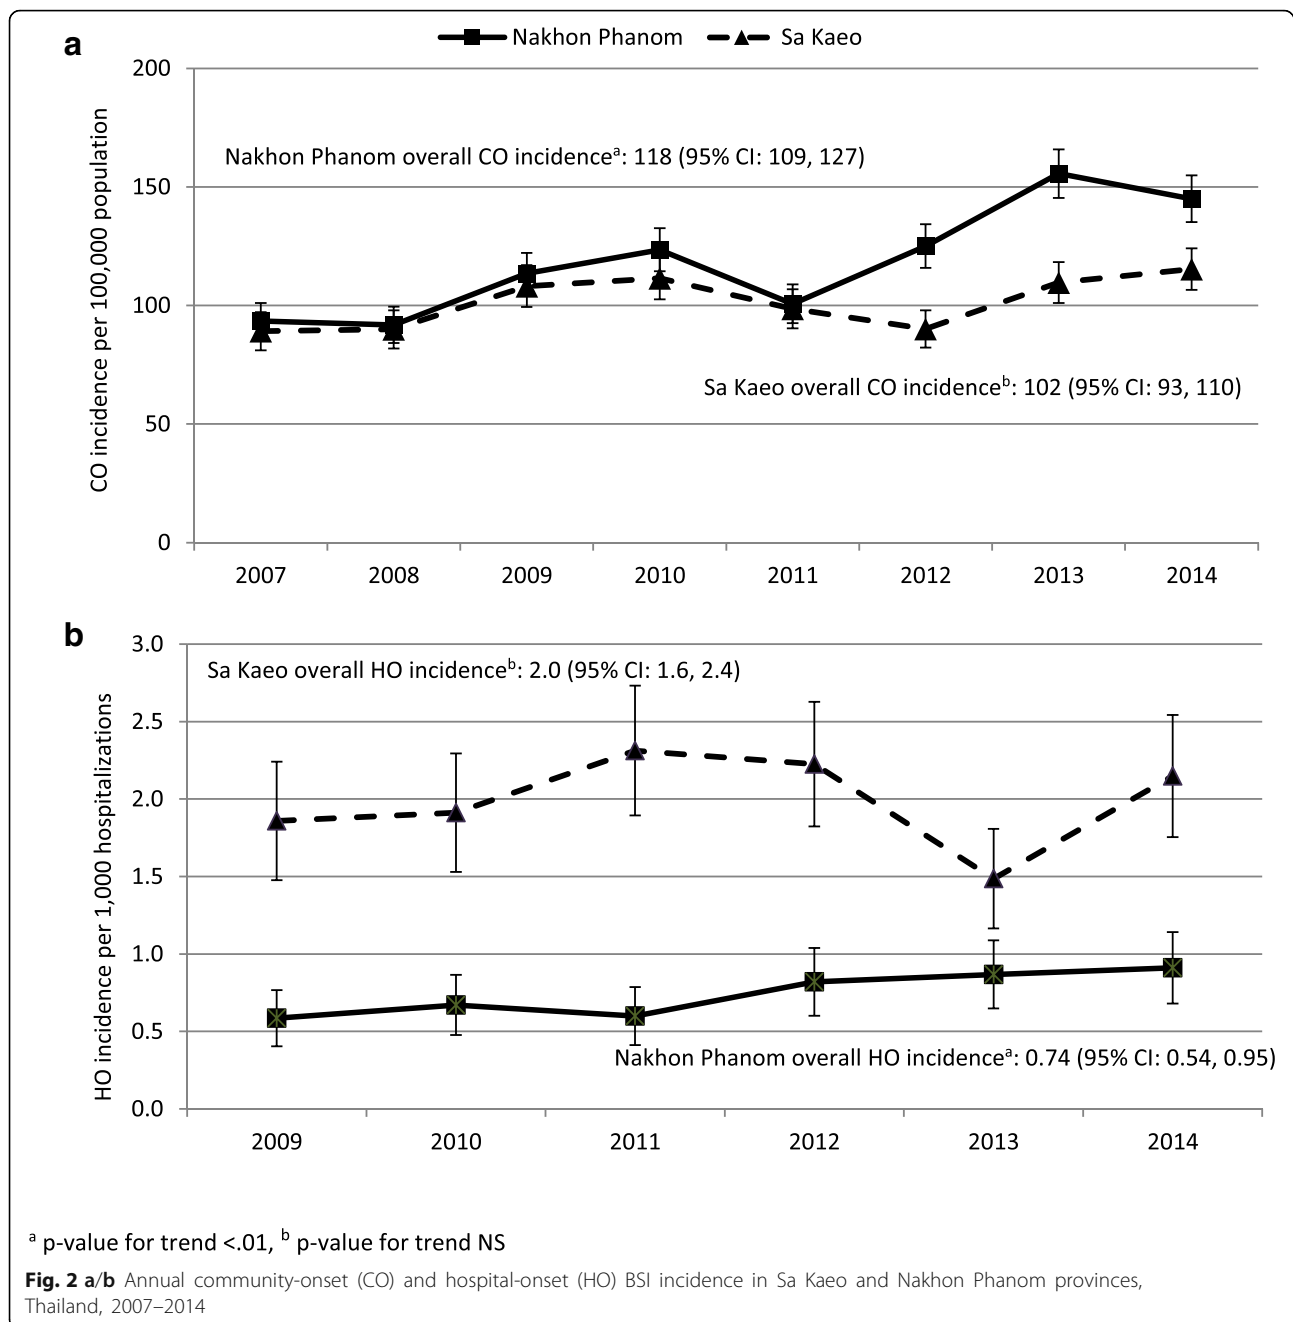 a
Nakhon Phanom Sa Kaeo
CO incidence per 100,000 population
200
150
100
50
0
Nakhon Phanom overall CO incidenceᵃ: 118 (95% CI: 109, 127)
Sa Kaeo overall CO incidenceᵇ: 102 (95% CI: 93, 110)
2007 2008 2009 2010 2011 2012 2013 2014
b
HO incidence per 1,000 hospitalizations
3.0
2.5
2.0
1.5
1.0
0.5
0.0
Sa Kaeo overall HO incidenceᵇ: 2.0 (95% CI: 1.6, 2.4)
Nakhon Phanom overall HO incidenceᵃ: 0.74 (95% CI: 0.54, 0.95)
2009 2010 2011 2012 2013 2014
ᵃ p-value for trend <.01, ᵇ p-value for trend NS
Fig. 2 a/b Annual community-onset (CO) and hospital-onset (HO) BSI incidence in Sa Kaeo and Nakhon Phanom provinces,
Thailand, 2007–2014